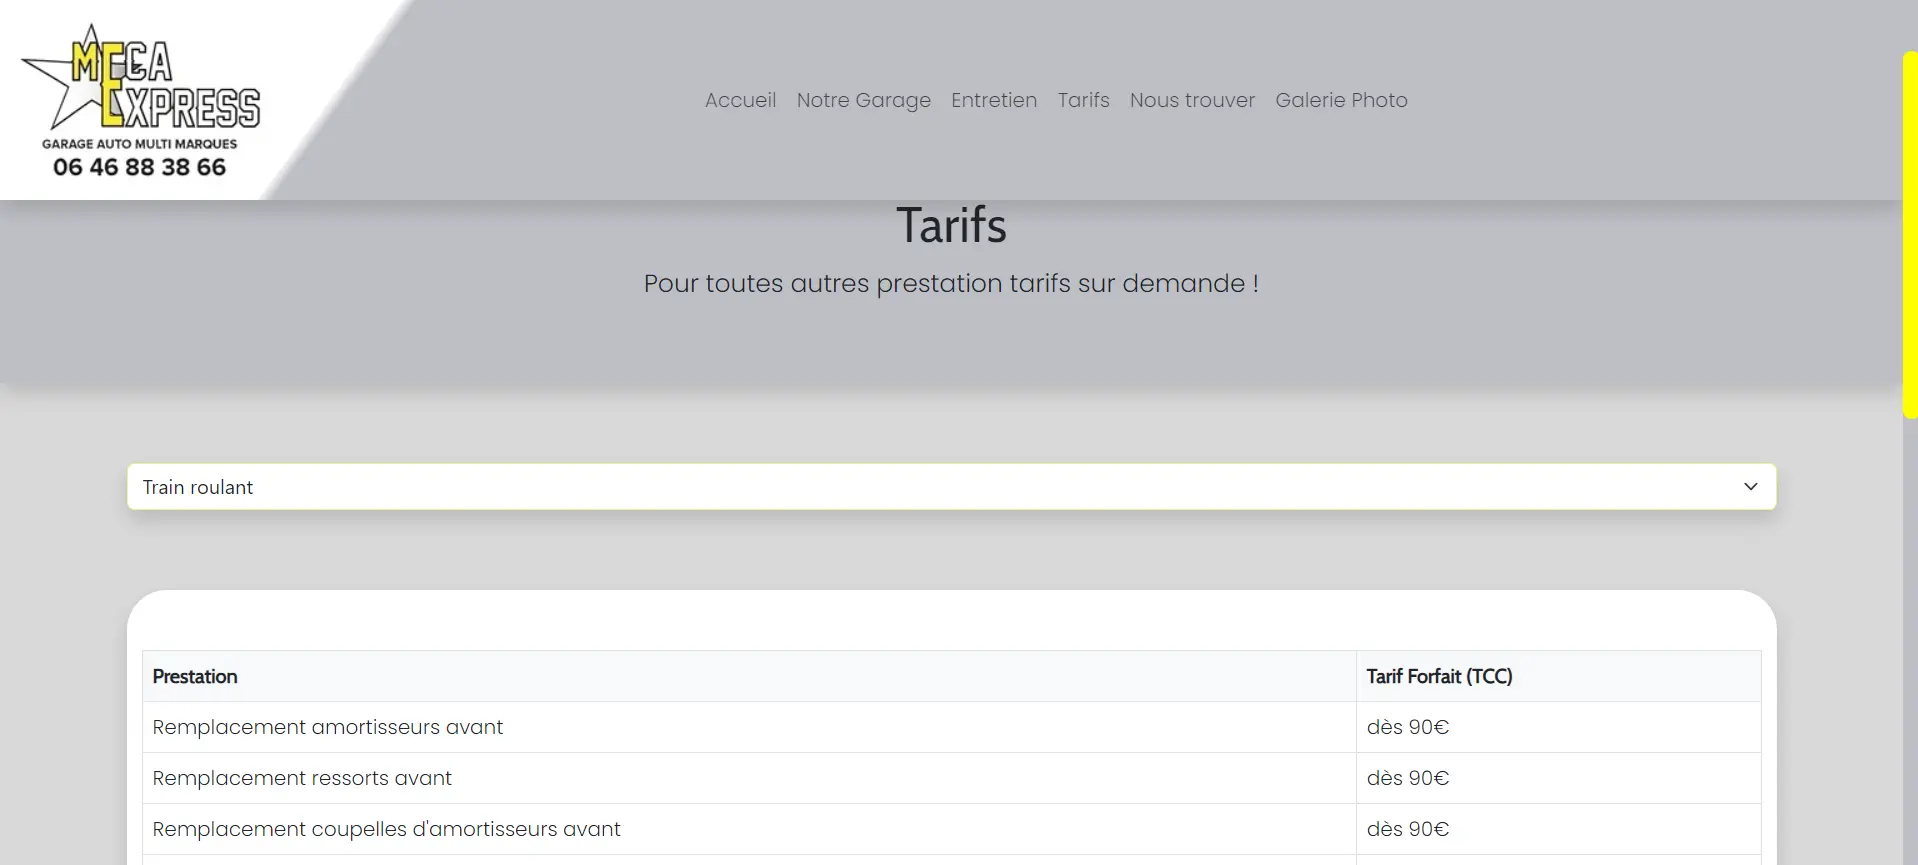 MECA
EXPRESS
GARAGE AUTO MULTI MARQUES
06 46 88 38 66
Accueil Notre Garage Entretien Tarifs Nous trouver Galerie Photo
Tarifs
Pour toutes autres prestation tarifs sur demande !
Train roulant
Prestation Tarif Forfait (TCC)
Remplacement amortisseurs avant dès 90€
Remplacement ressorts avant dès 90€
Remplacement coupelles d'amortisseurs avant dès 90€